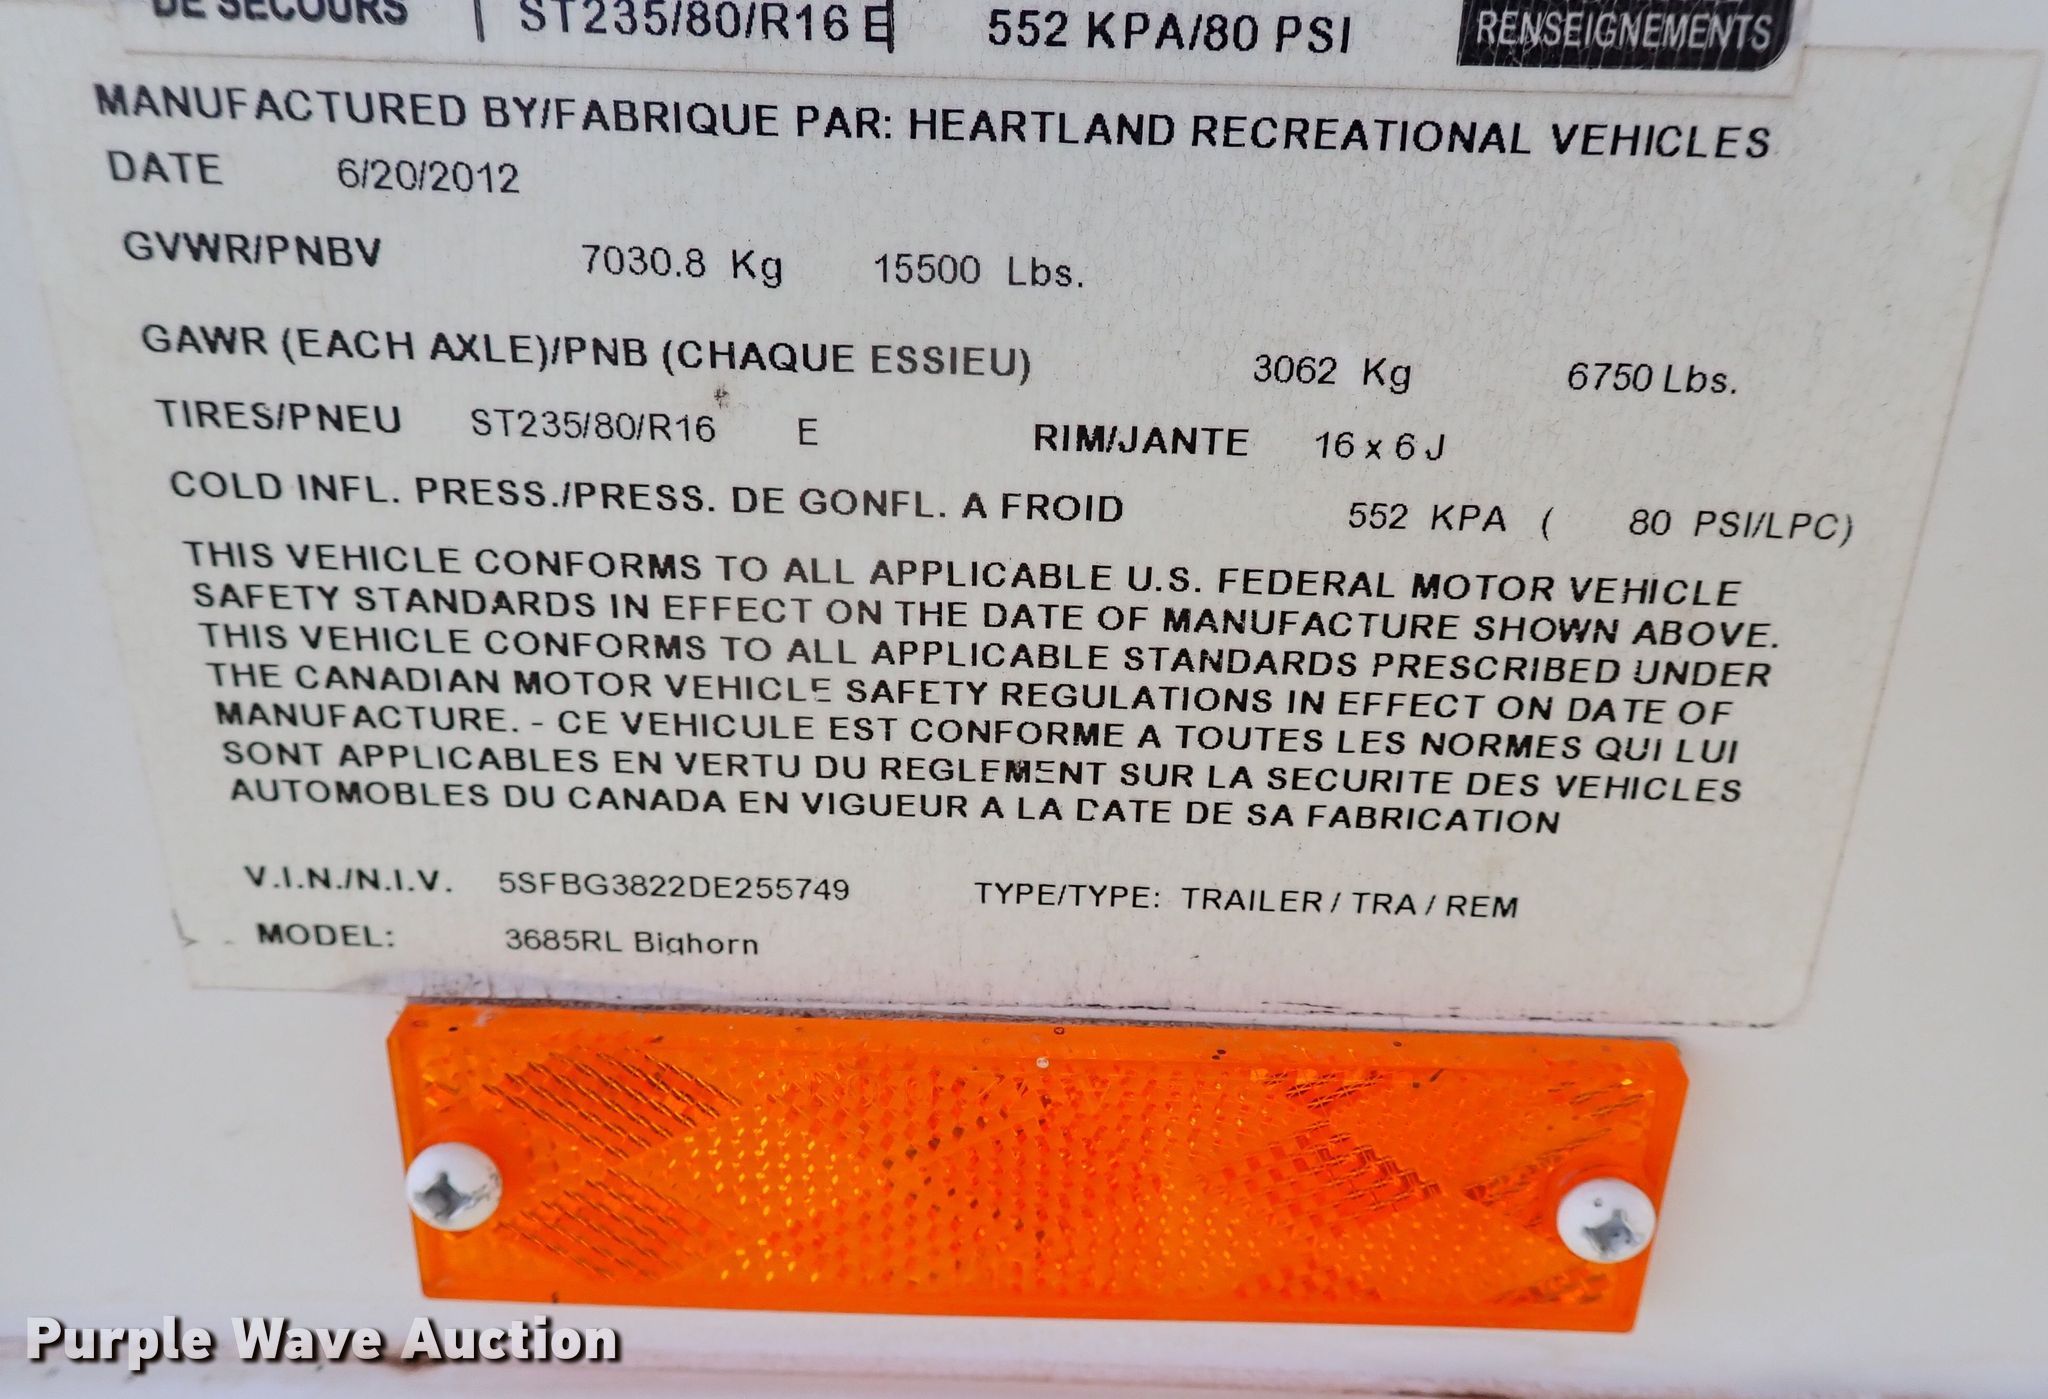 DE SECOURS ST235/80/R16 E 552 KPA/80 PSI RENSEIGNEMENTS
MANUFACTURED BY/FABRIQUE PAR: HEARTLAND RECREATIONAL VEHICLES
DATE 6/20/2012
GVWR/PNBV 7030.8 Kg 15500 Lbs.
GAWR (EACH AXLE)/PNB (CHAQUE ESSIEU) 3062 Kg 6750 Lbs.
TIRES/PNEU ST235/80/R16 E RIM/JANTE 16 x 6 J
COLD INFL. PRESS./PRESS. DE GONFL. A FROID 552 KPA ( 80 PSI/LPC)
THIS VEHICLE CONFORMS TO ALL APPLICABLE U.S. FEDERAL MOTOR VEHICLE
SAFETY STANDARDS IN EFFECT ON THE DATE OF MANUFACTURE SHOWN ABOVE.
THIS VEHICLE CONFORMS TO ALL APPLICABLE STANDARDS PRESCRIBED UNDER
THE CANADIAN MOTOR VEHICLE SAFETY REGULATIONS IN EFFECT ON DATE OF
MANUFACTURE. - CE VEHICULE EST CONFORME A TOUTES LES NORMES QUI LUI
SONT APPLICABLES EN VERTU DU REGLEMENT SUR LA SECURITE DES VEHICLES
AUTOMOBLES DU CANADA EN VIGUEUR A LA DATE DE SA FABRICATION
V.I.N./N.I.V. 5SFBG3822DE255749 TYPE/TYPE: TRAILER / TRA / REM
MODEL: 3685RL Bighorn
Purple Wave Auction